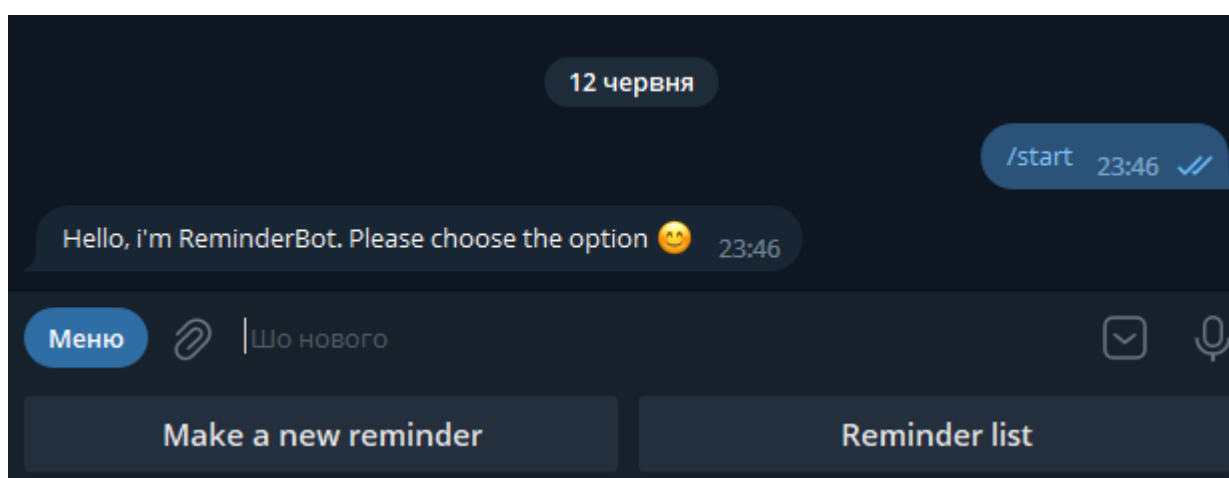 12 червня
/start 23:46
Hello, i'm ReminderBot. Please choose the option 😊 23:46
Меню Шо нового
Make a new reminder Reminder list